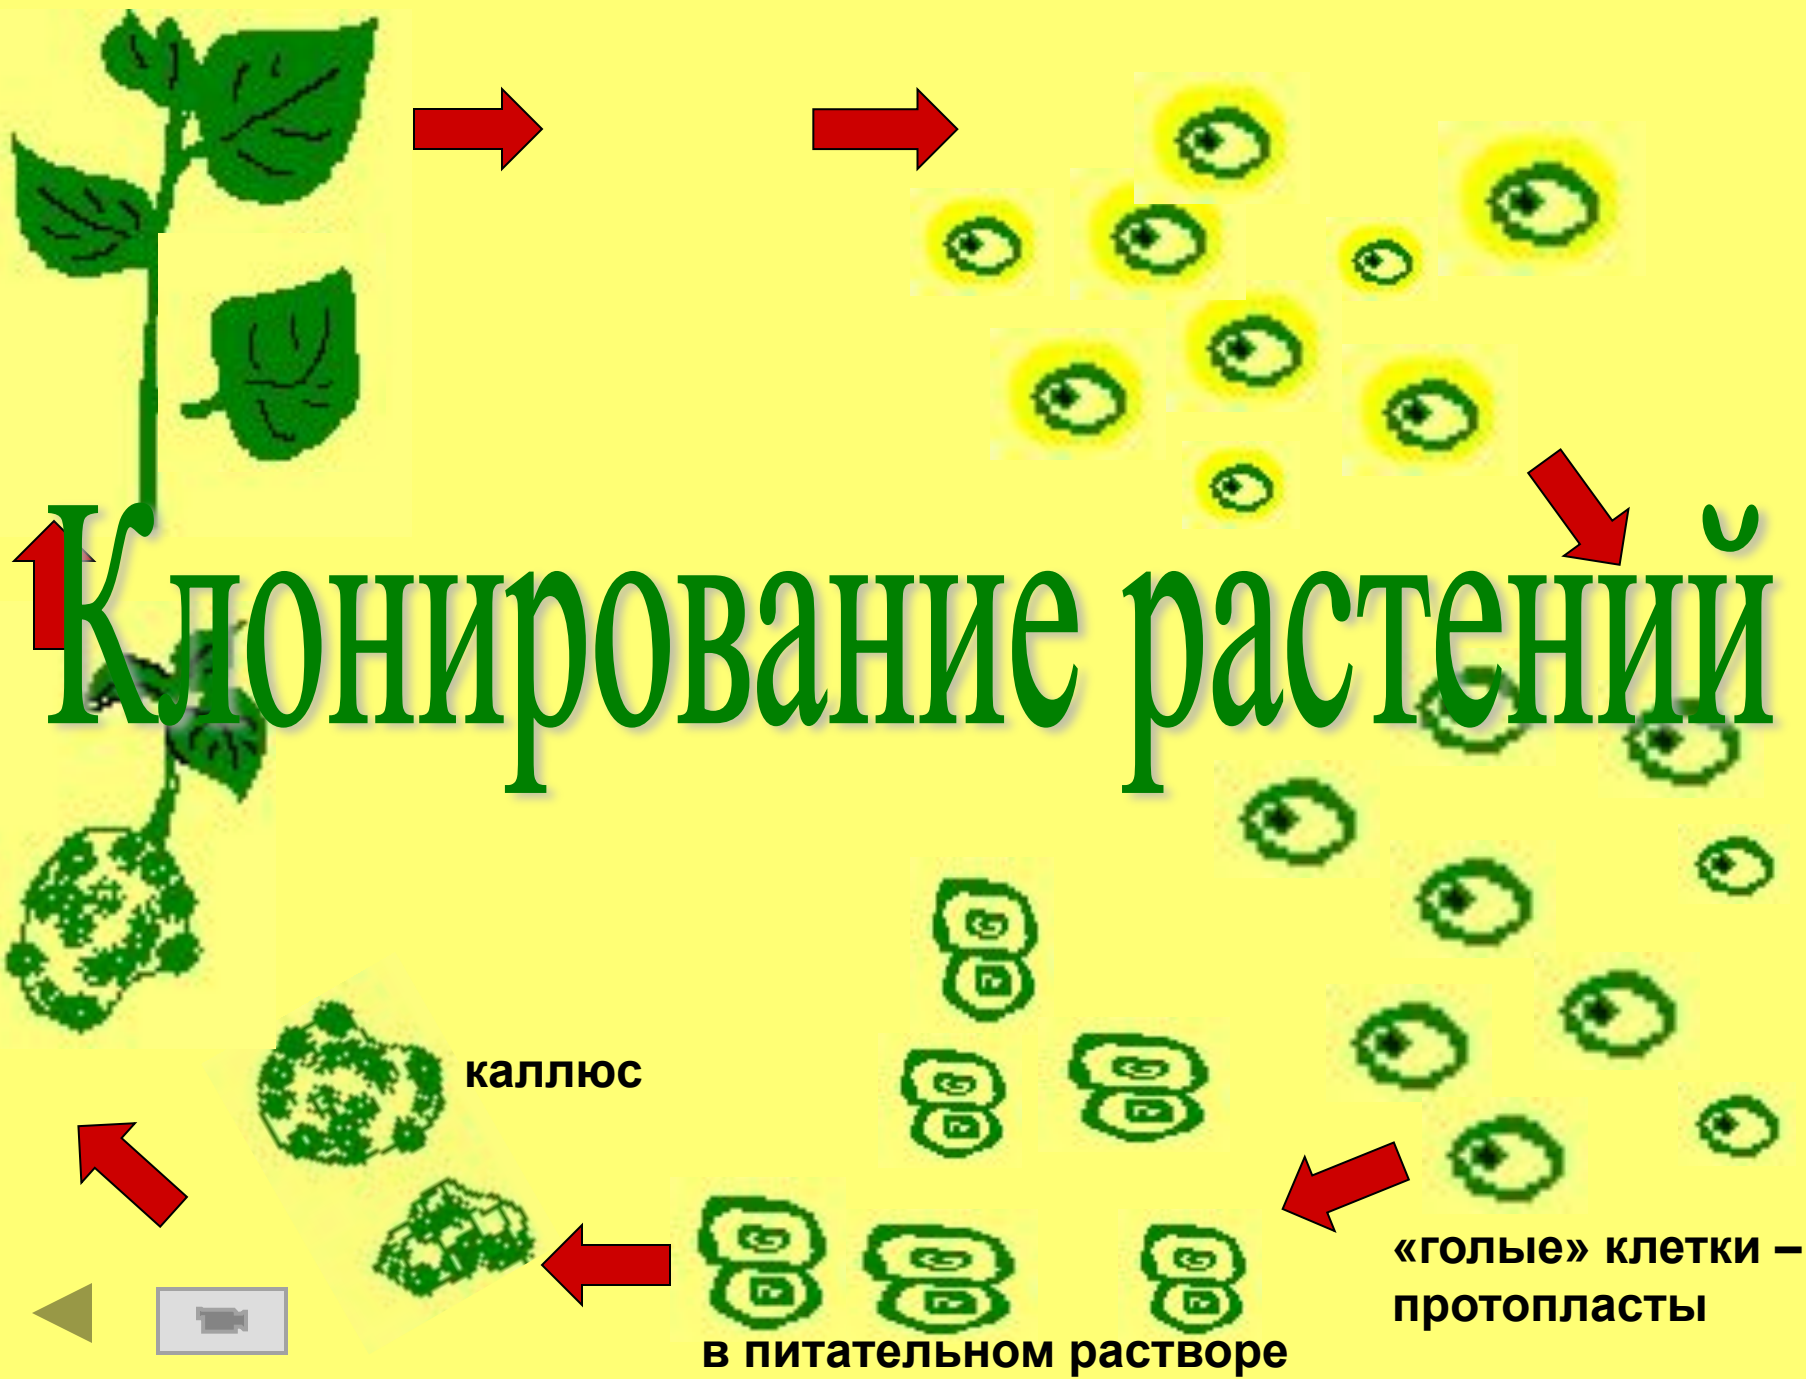 Клонирование растений
каллюс
«голые» клетки –
протопласты
в питательном растворе